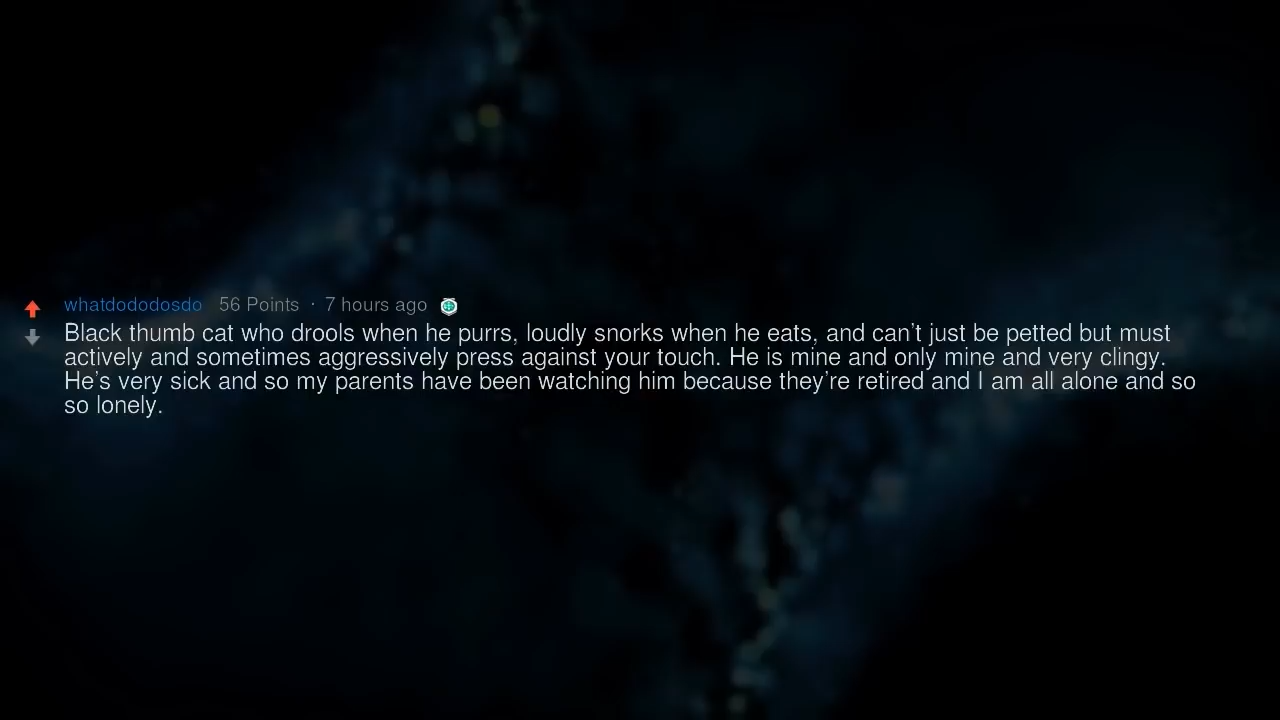 whatdododosdo 56 Points · 7 hours ago
Black thumb cat who drools when he purrs, loudly snorks when he eats, and can't just be petted but must
actively and sometimes aggressively press against your touch. He is mine and only mine and very clingy.
He's very sick and so my parents have been watching him because they're retired and I am all alone and so
so lonely.